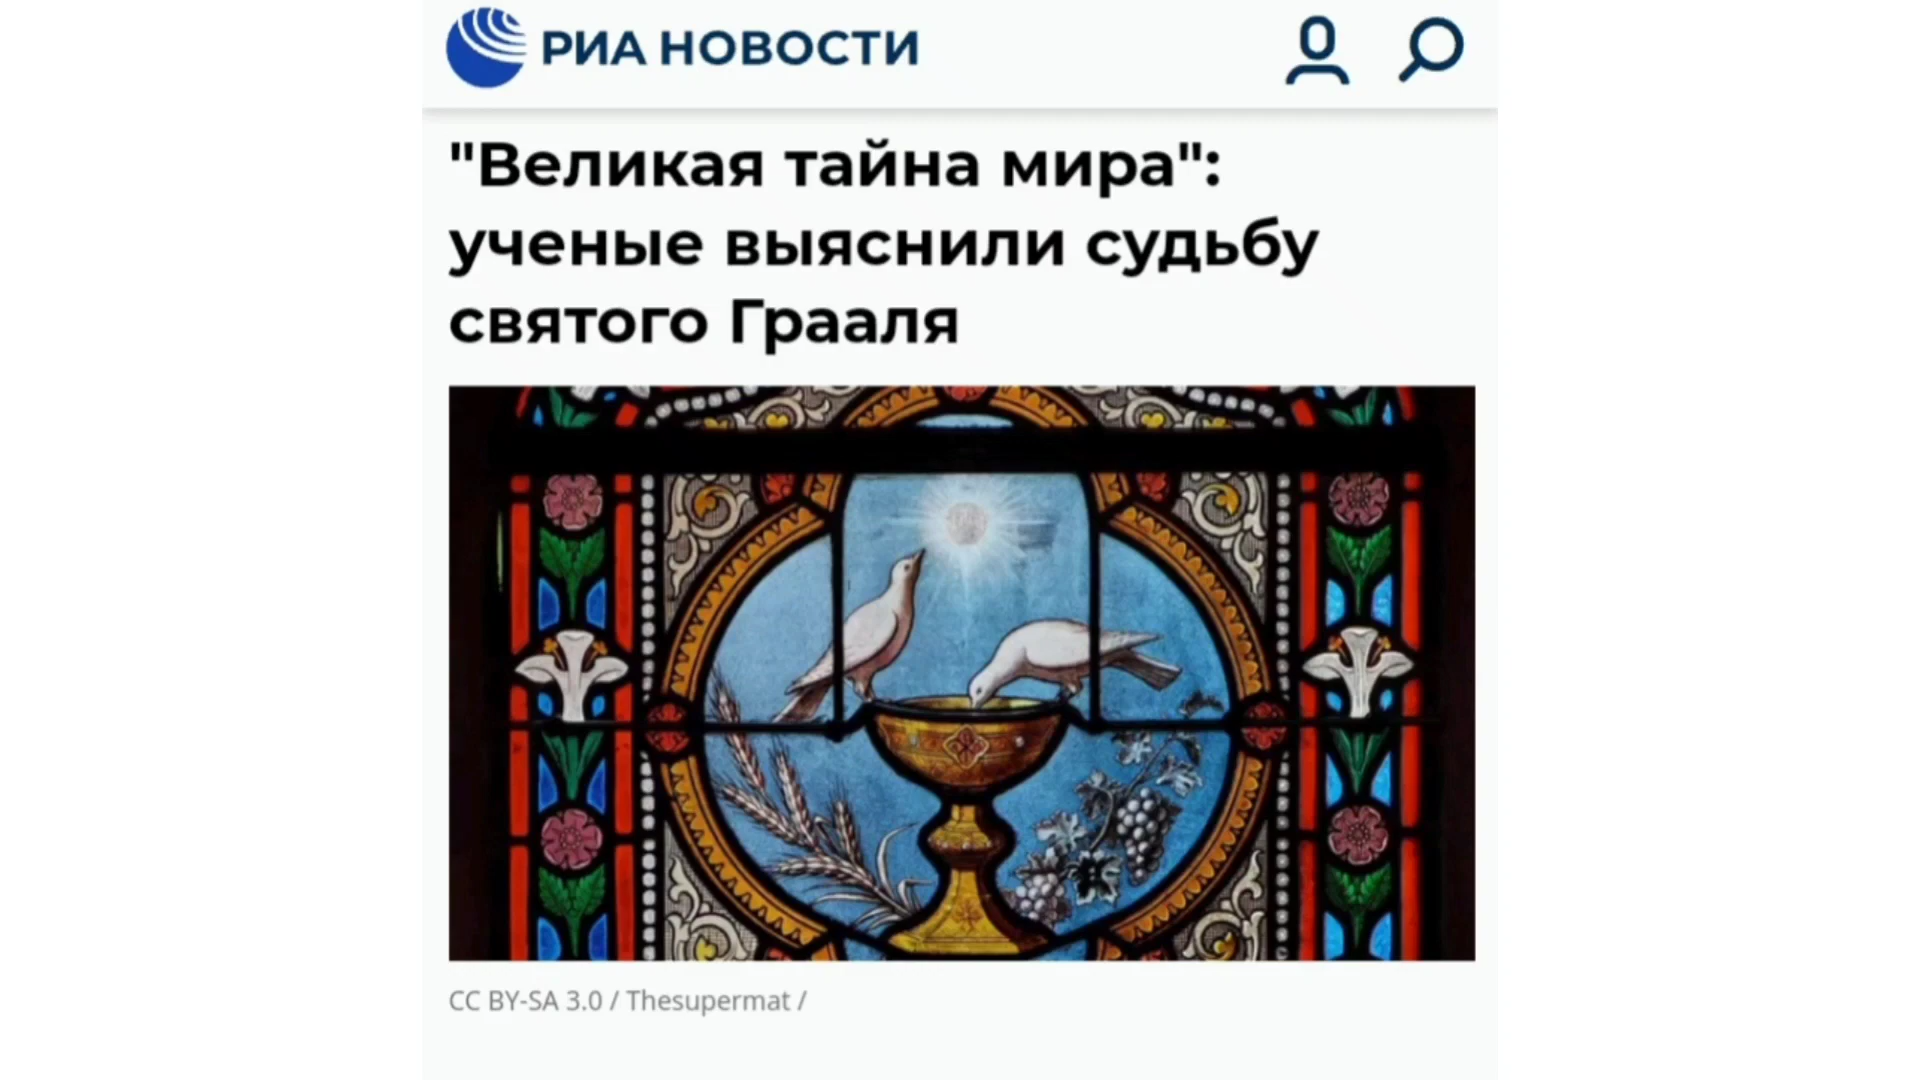 РИА НОВОСТИ
"Великая тайна мира":
ученые выяснили судьбу
святого Грааля
CC BY-SA 3.0 / Thesupermat /